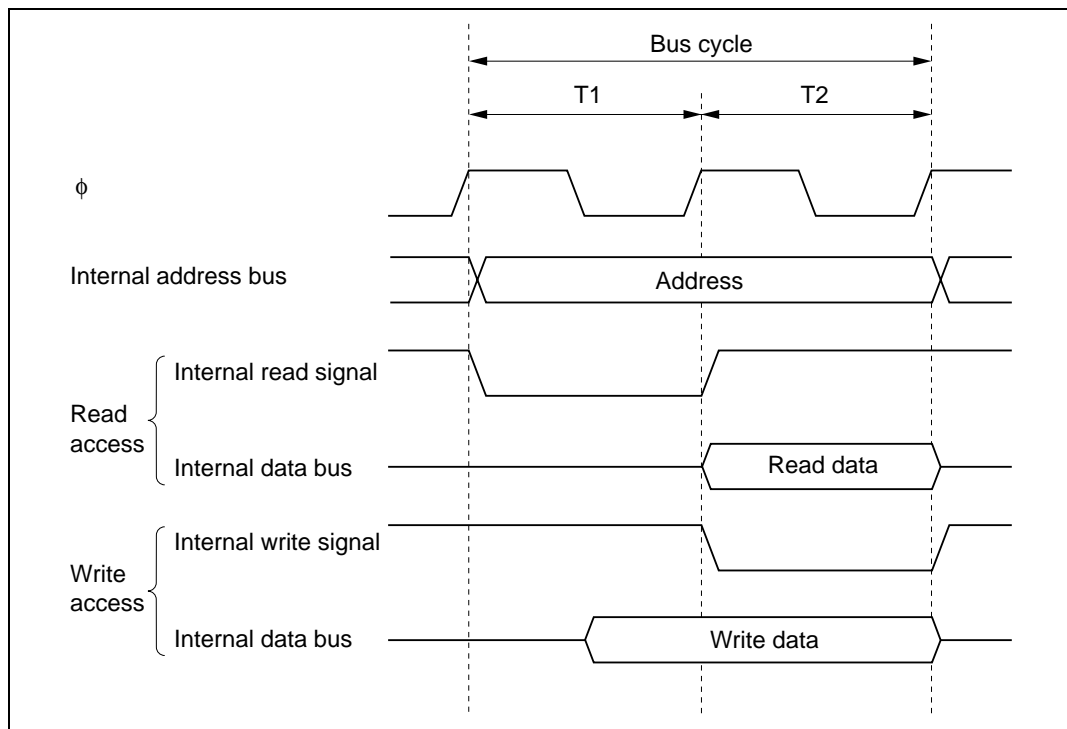 Bus cycle
T1
T2
ϕ
Internal address bus
Address
Read
access
Internal read signal
Internal data bus
Read data
Write
access
Internal write signal
Internal data bus
Write data